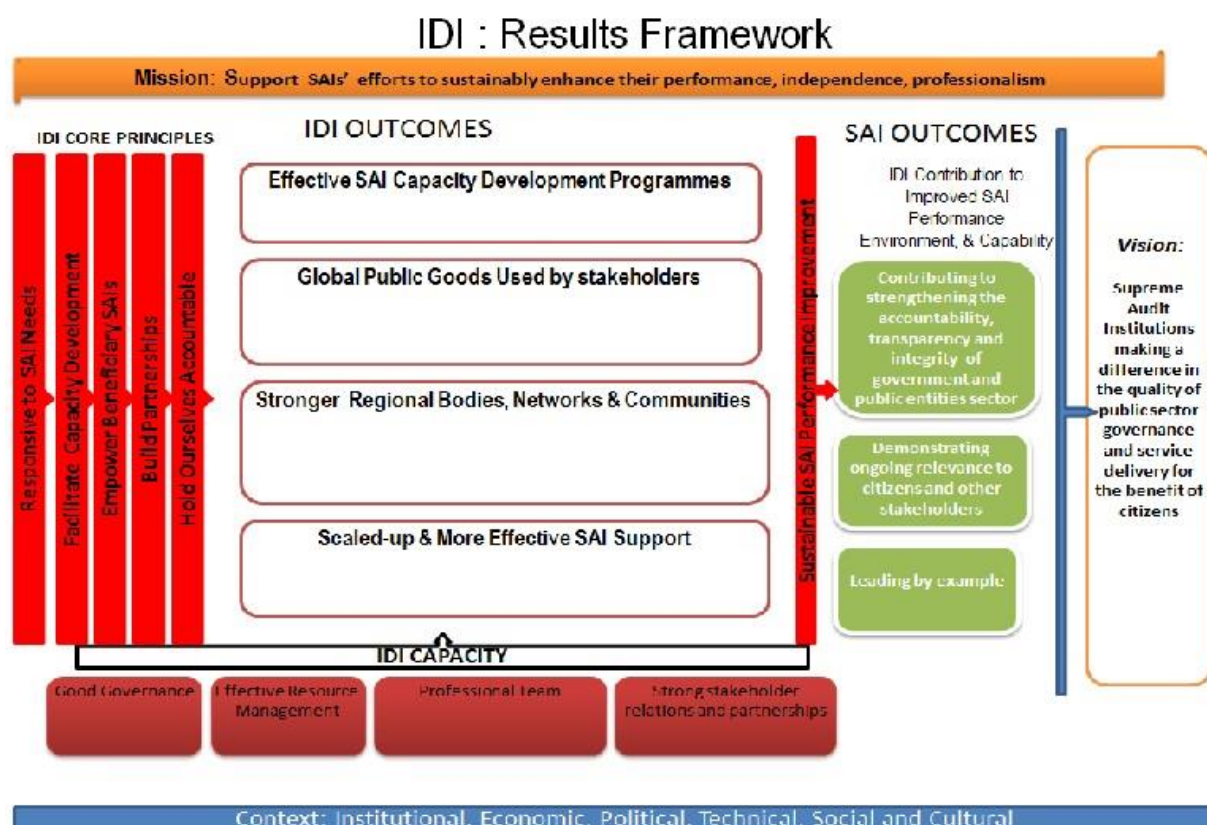 IDI : Results Framework
Mission: Support SAIs' efforts to sustainably enhance their performance, independence, professionalism
IDI CORE PRINCIPLES
Responsive to SAI Needs
Facilitate Capacity Development
Empower Beneficiary SAIs
Build Partnerships
Hold Ourselves Accountable
IDI OUTCOMES
Effective SAI Capacity Development Programmes
Global Public Goods Used by stakeholders
Stronger Regional Bodies, Networks & Communities
Scaled-up & More Effective SAI Support
Sustainable SAI Performance Improvement
SAI OUTCOMES
IDI Contribution to
Improved SAI
Performance
Environment, & Capability
Contributing to
strengthening the
accountability,
transparency and
integrity of
government and
public entities sector
Demonstrating
ongoing relevance to
citizens and other
stakeholders
Leading by example
Vision:
Supreme
Audit
Institutions
making a
difference in
the quality of
public sector
governance
and service
delivery for
the benefit of
citizens
IDI CAPACITY
Good Governance
Effective Resource
Management
Professional Team
Strong stakeholder
relations and partnerships
Context: Institutional, Economic, Political, Technical, Social and Cultural